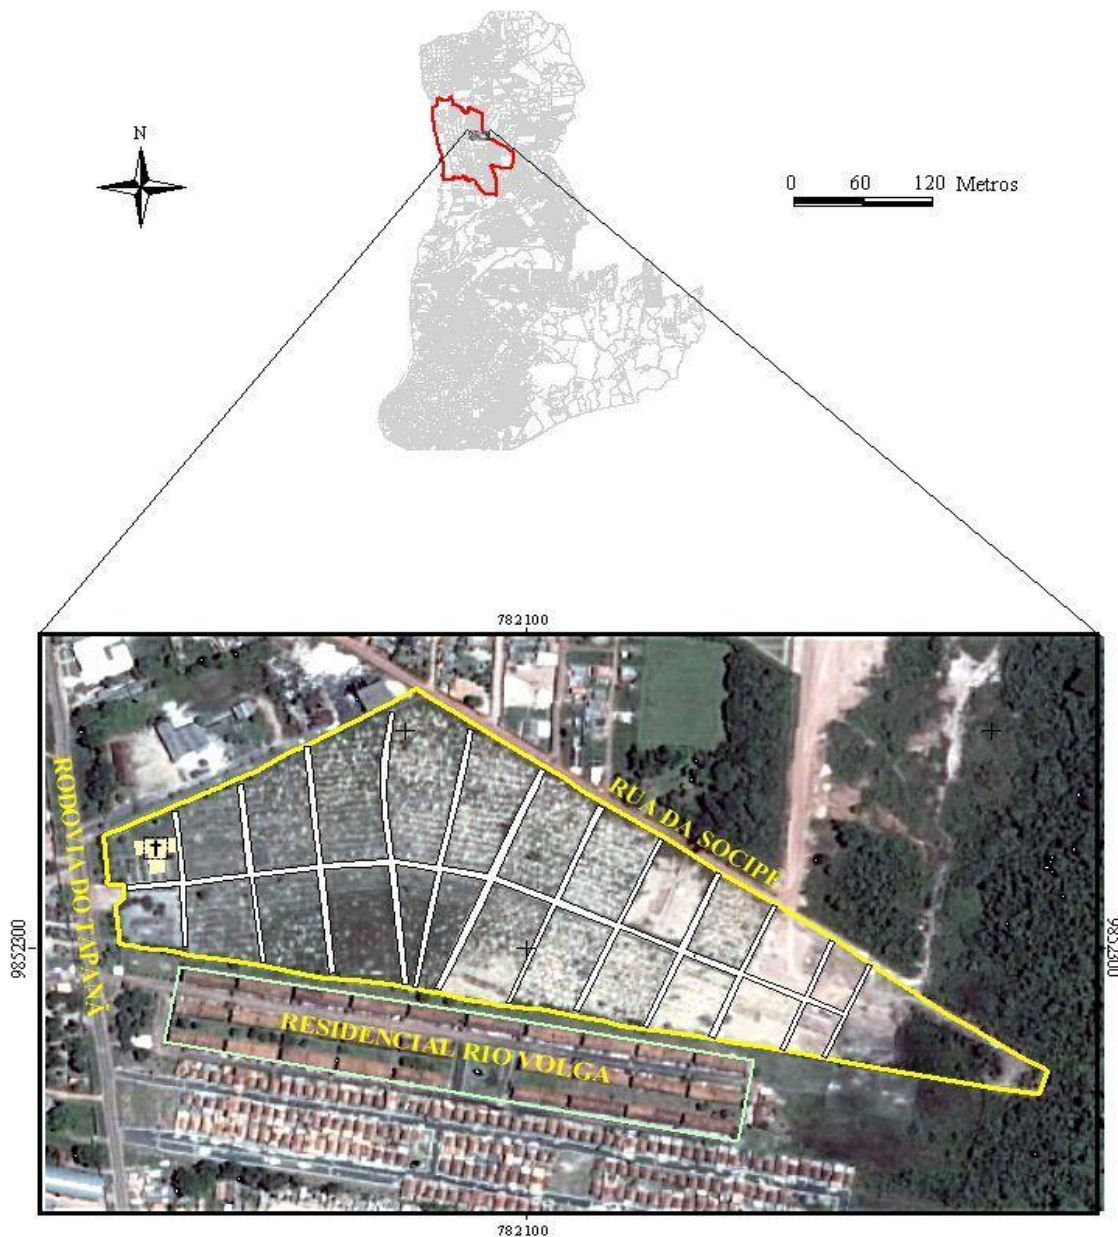 N
0 60 120 Metros
782100
RODOVIA DO TAPANÃ
RUA DA SOCIPE
9852300
9852300
RESIDENCIAL RIO VOLGA
782100